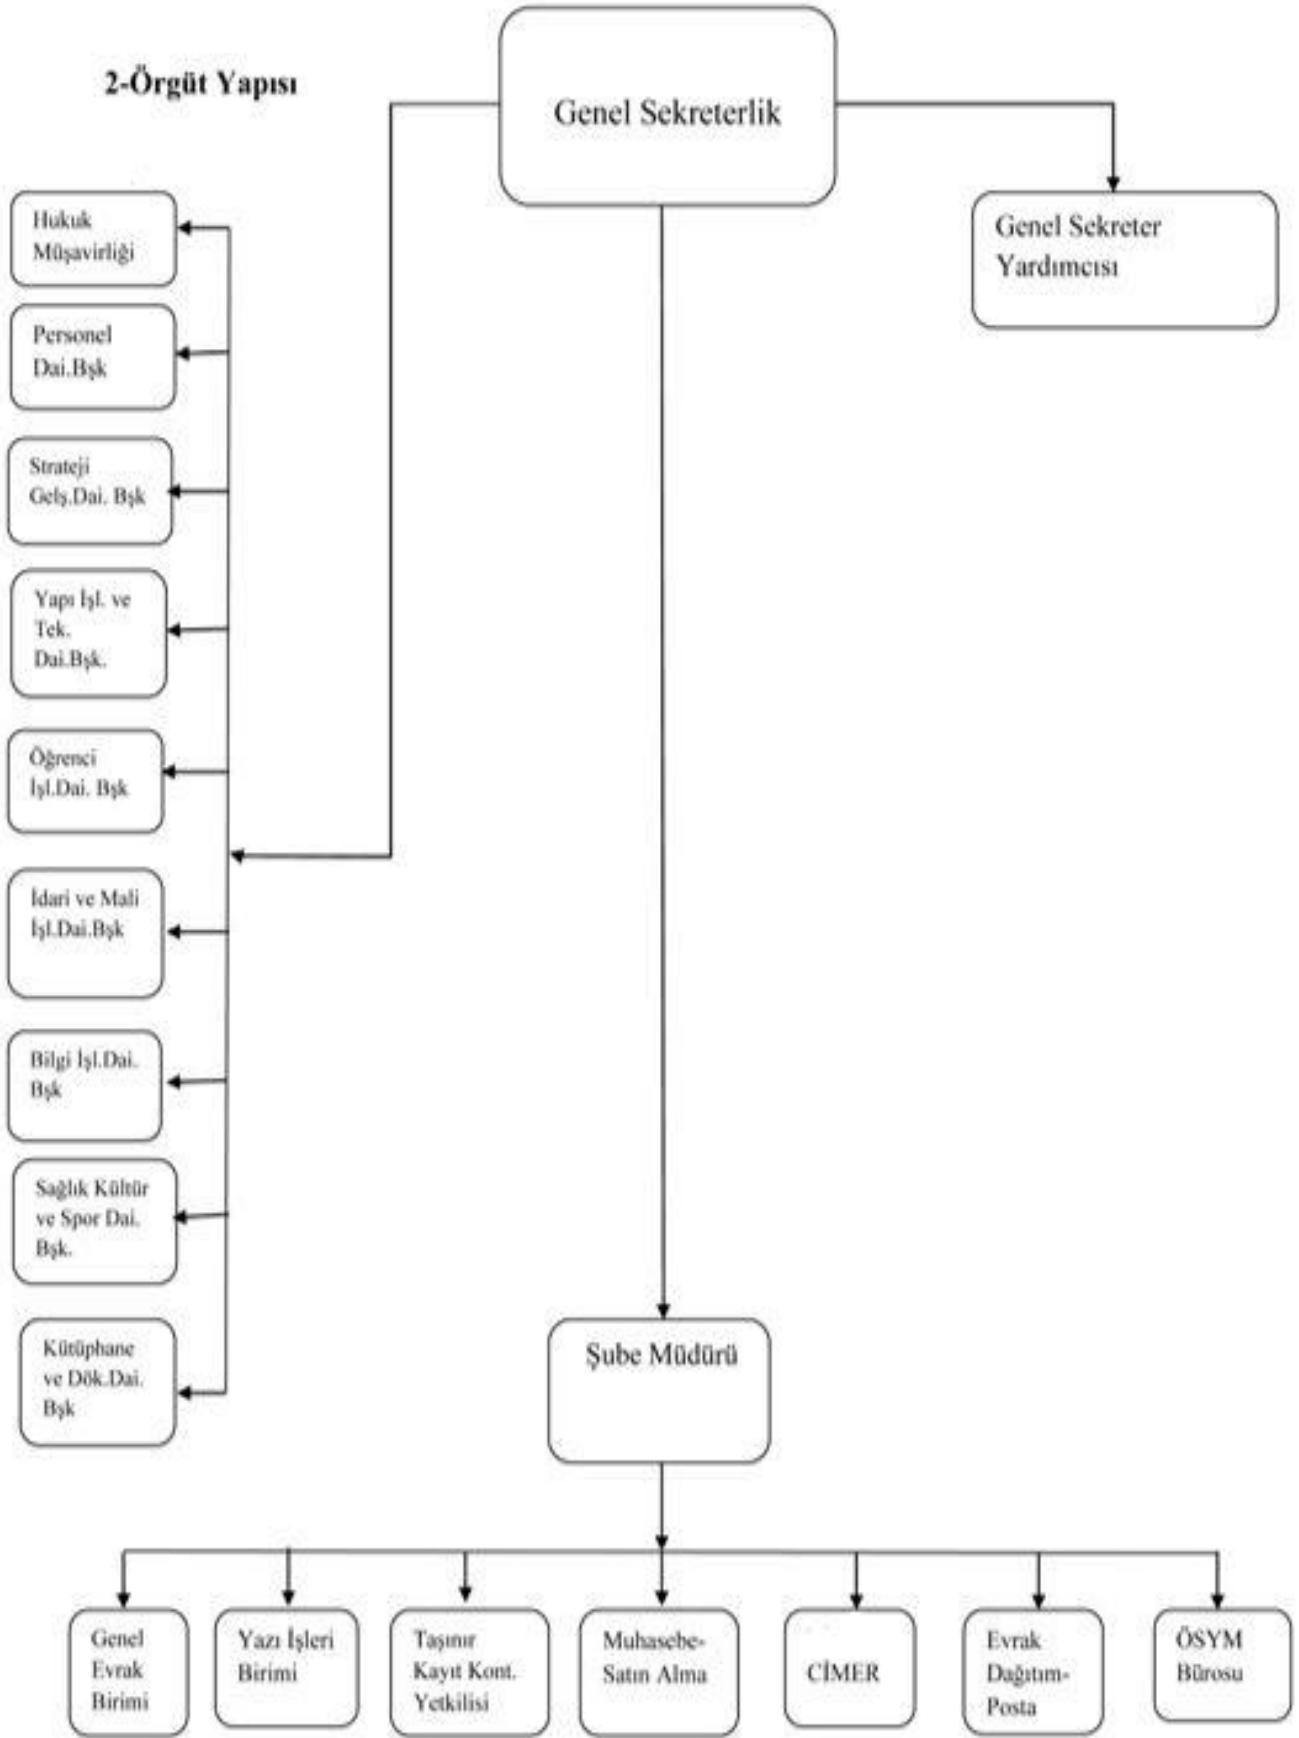 2-Örgüt Yapısı
Genel Sekreterlik
Genel Sekreter
Yardımcısı
Hukuk
Müşavirliği
Personel
Dai.Bşk
Strateji
Gelş.Dai. Bşk
Yapı İşl. ve
Tek.
Dai.Bşk.
Öğrenci
İşl.Dai. Bşk
İdari ve Mali
İşl.Dai.Bşk
Bilgi İşl.Dai.
Bşk
Sağlık Kültür
ve Spor Dai.
Bşk.
Kütüphane
ve Dök.Dai.
Bşk
Şube Müdürü
Genel
Evrak
Birimi
Yazı İşleri
Birimi
Taşınır
Kayıt Kont.
Yetkilisi
Muhasebe-
Satın Alma
CİMER
Evrak
Dağıtım-
Posta
ÖSYM
Bürosu